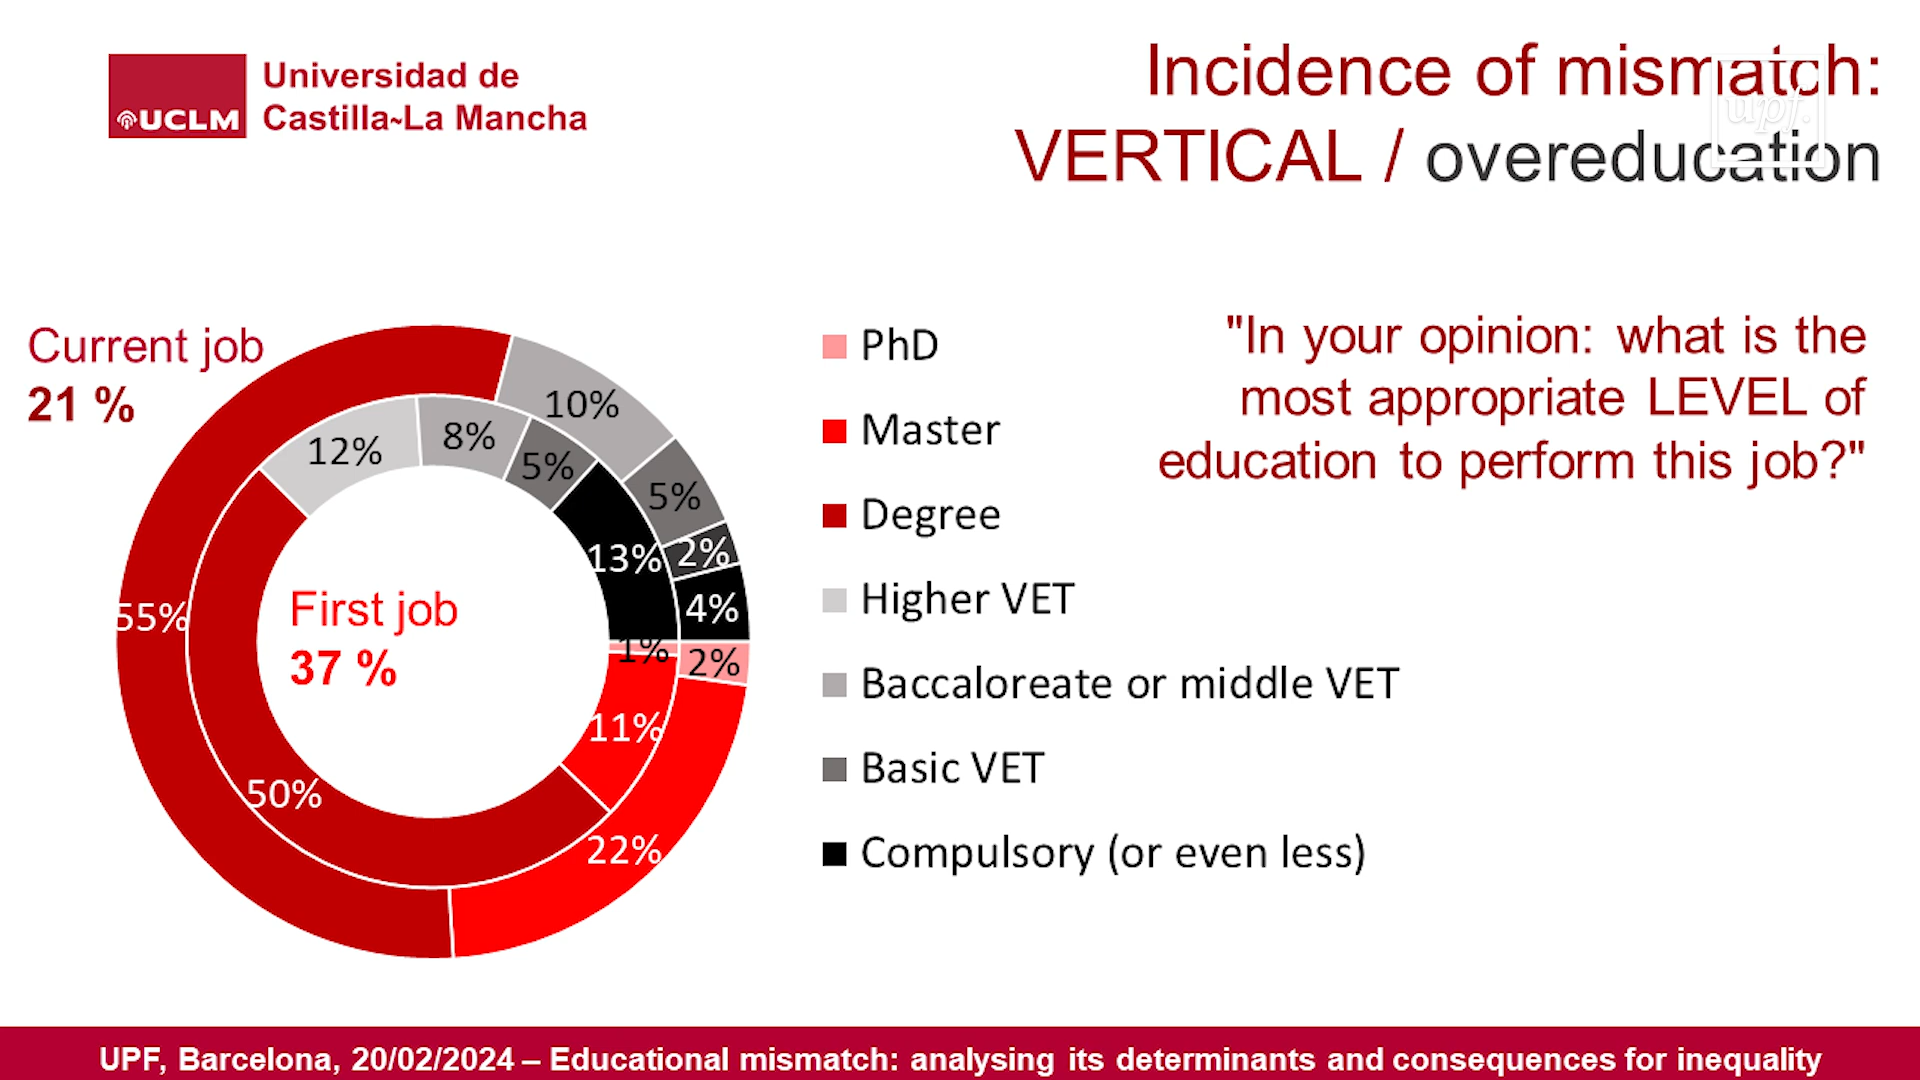 UCLM
Universidad de
Castilla~La Mancha
Incidence of mismatch:
VERTICAL / overeducation
upf.
Current job
21 %
First job
37 %
10%
5%
2%
4%
2%
22%
55%
12%
8%
5%
13%
1%
11%
50%
PhD
Master
Degree
Higher VET
Baccaloreate or middle VET
Basic VET
Compulsory (or even less)
"In your opinion: what is the
most appropriate LEVEL of
education to perform this job?"
UPF, Barcelona, 20/02/2024 – Educational mismatch: analysing its determinants and consequences for inequality